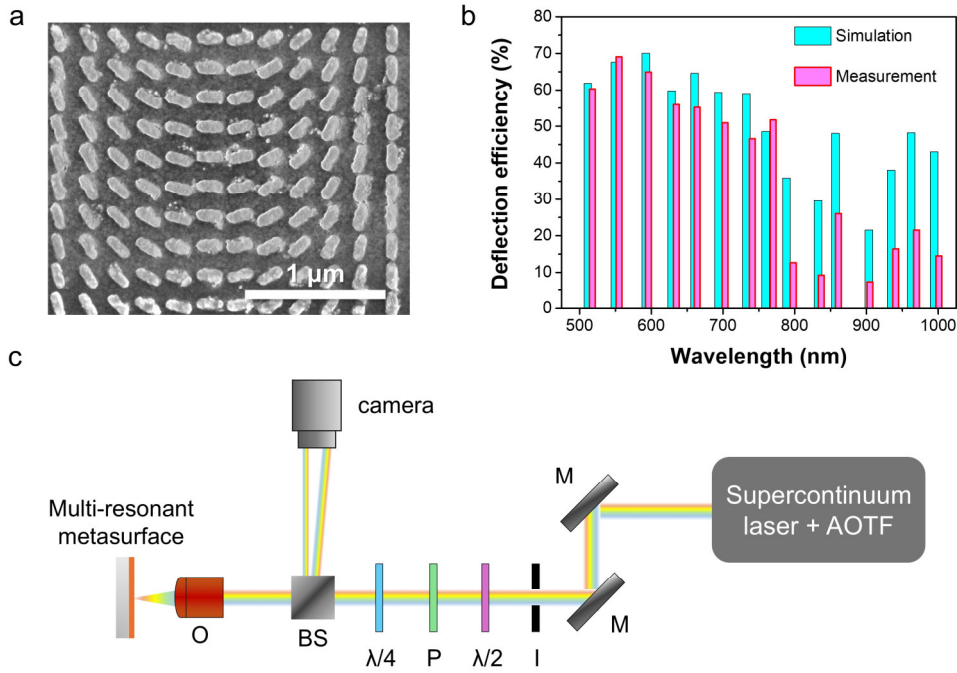 a
1 μm
b
Deflection efficiency (%)
80
70
60
50
40
30
20
10
0
500
600
700
800
900
1000
Wavelength (nm)
Simulation
Measurement
c
camera
Multi-resonant
metasurface
O
BS
λ/4
P
λ/2
I
M
M
Supercontinuum
laser + AOTF